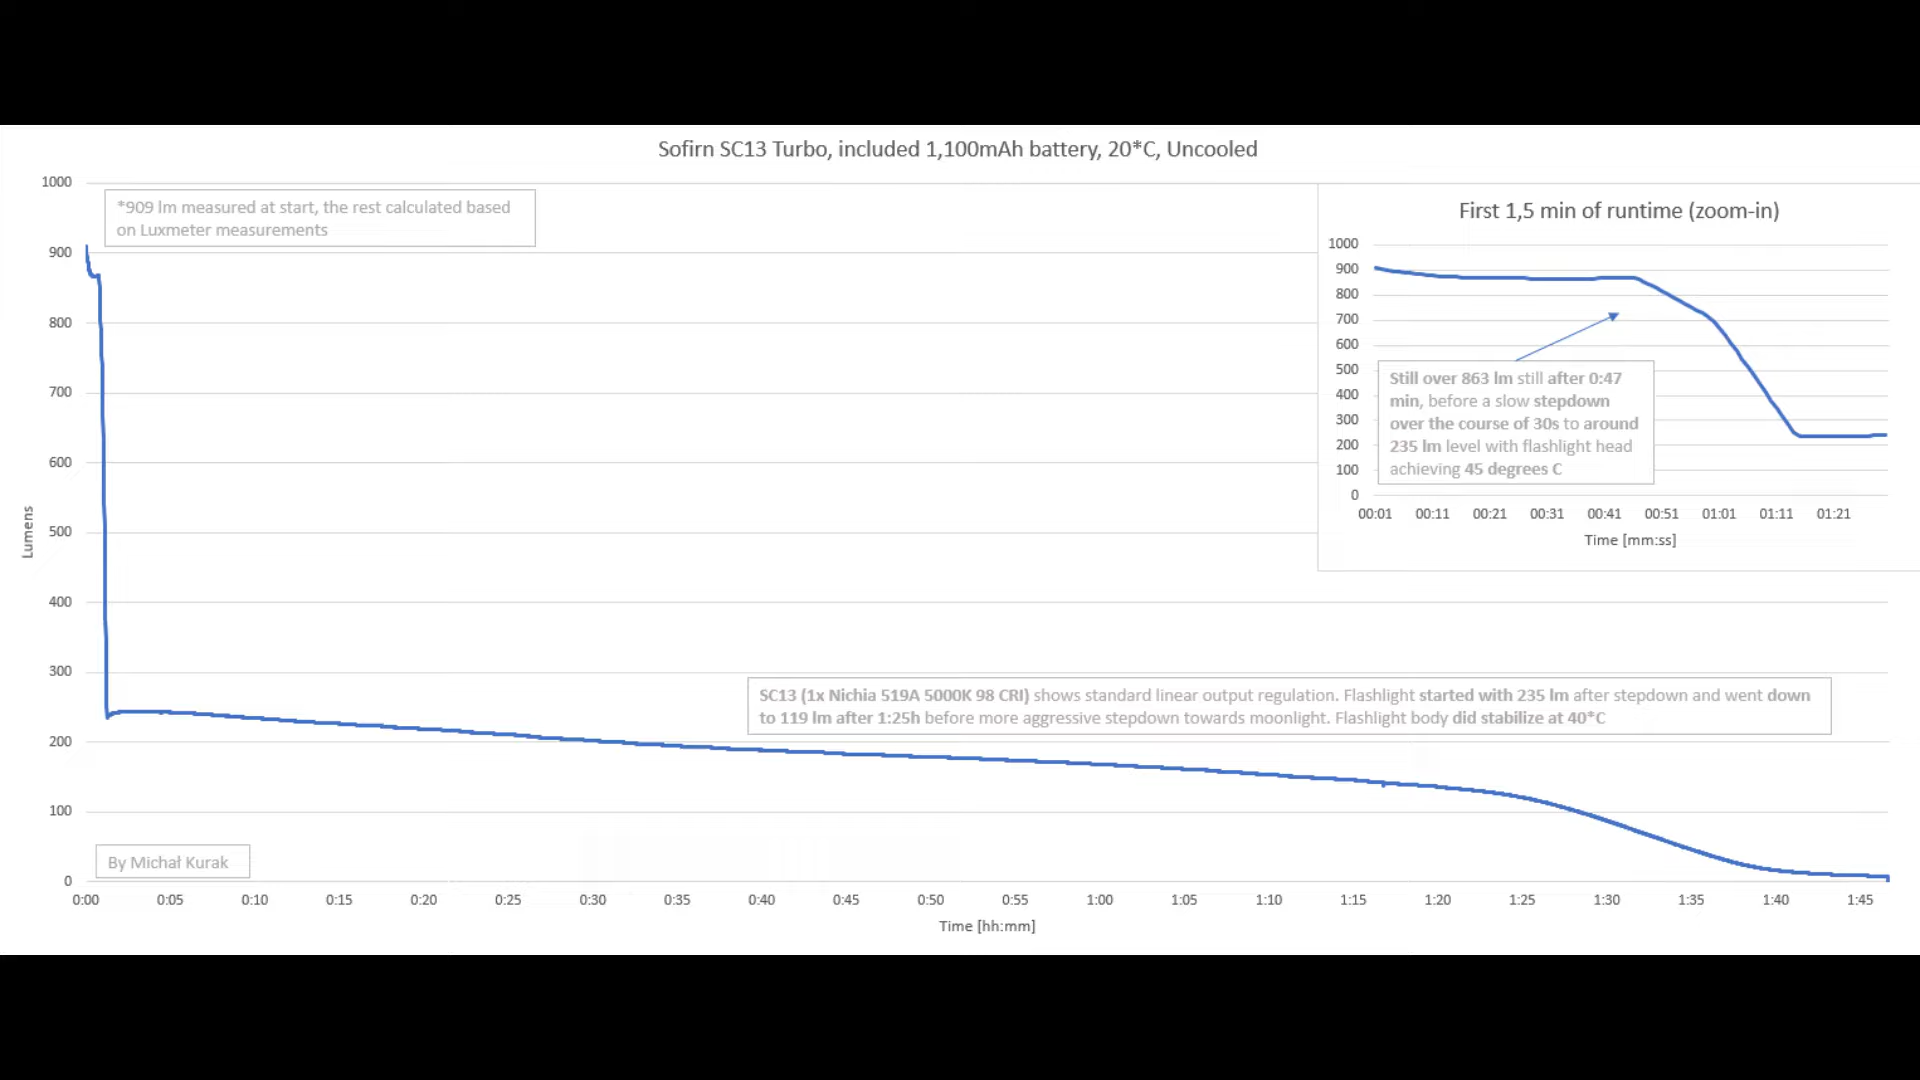 Sofirn SC13 Turbo, included 1,100mAh battery, 20*C, Uncooled
1000
900
800
700
600
500
400
300
200
100
0
Lumens
*909 lm measured at start, the rest calculated based
on Luxmeter measurements
First 1,5 min of runtime (zoom-in)
1000
900
800
700
600
500
400
300
200
100
0
Still over 863 lm still after 0:47
min, before a slow stepdown
over the course of 30s to around
235 lm level with flashlight head
achieving 45 degrees C
00:01 00:11 00:21 00:31 00:41 00:51 01:01 01:11 01:21
Time [mm:ss]
SC13 (1x Nichia 519A 5000K 98 CRI) shows standard linear output regulation. Flashlight started with 235 lm after stepdown and went down
to 119 lm after 1:25h before more aggressive stepdown towards moonlight. Flashlight body did stabilize at 40*C
By Michał Kurak
0:00 0:05 0:10 0:15 0:20 0:25 0:30 0:35 0:40 0:45 0:50 0:55 1:00 1:05 1:10 1:15 1:20 1:25 1:30 1:35 1:40 1:45
Time [hh:mm]